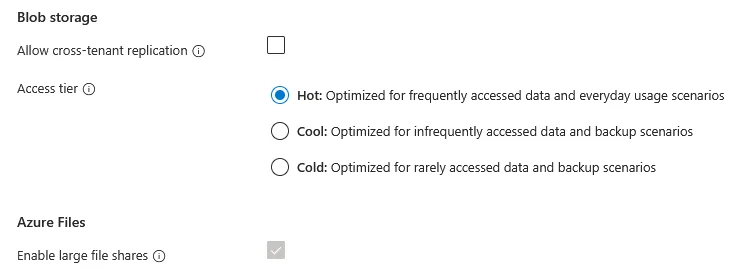 Blob storage
Allow cross-tenant replication
Access tier
Hot: Optimized for frequently accessed data and everyday usage scenarios
Cool: Optimized for infrequently accessed data and backup scenarios
Cold: Optimized for rarely accessed data and backup scenarios
Azure Files
Enable large file shares